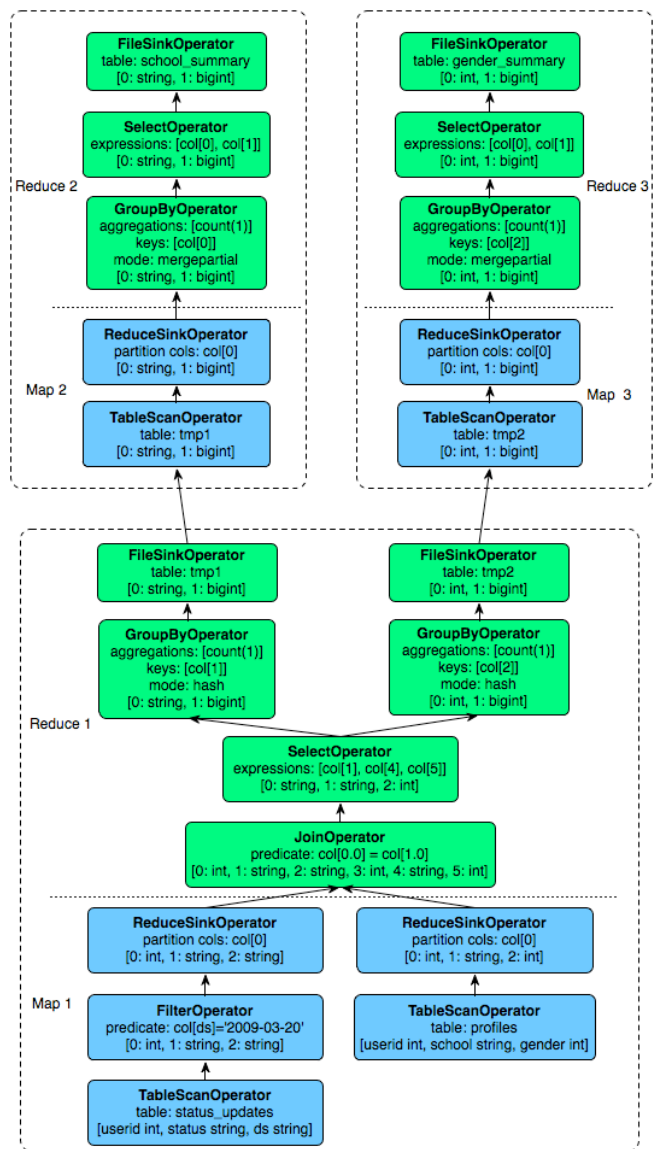 FileSinkOperator
table: school_summary
[0: string, 1: bigint]
SelectOperator
expressions: [col[0], col[1]]
[0: string, 1: bigint]
Reduce 2
GroupByOperator
aggregations: [count(1)]
keys: [col[0]]
mode: mergepartial
[0: string, 1: bigint]
ReduceSinkOperator
partition cols: col[0]
[0: string, 1: bigint]
Map 2
TableScanOperator
table: tmp1
[0: string, 1: bigint]
FileSinkOperator
table: gender_summary
[0: int, 1: bigint]
SelectOperator
expressions: [col[0], col[1]]
[0: int, 1: bigint]
Reduce 3
GroupByOperator
aggregations: [count(1)]
keys: [col[2]]
mode: mergepartial
[0: int, 1: bigint]
ReduceSinkOperator
partition cols: col[0]
[0: int, 1: bigint]
Map 3
TableScanOperator
table: tmp2
[0: int, 1: bigint]
FileSinkOperator
table: tmp1
[0: string, 1: bigint]
FileSinkOperator
table: tmp2
[0: int, 1: bigint]
GroupByOperator
aggregations: [count(1)]
keys: [col[1]]
mode: hash
[0: string, 1: bigint]
GroupByOperator
aggregations: [count(1)]
keys: [col[2]]
mode: hash
[0: int, 1: bigint]
Reduce 1
SelectOperator
expressions: [col[1], col[4], col[5]]
[0: string, 1: string, 2: int]
JoinOperator
predicate: col[0.0] = col[1.0]
[0: int, 1: string, 2: string, 3: int, 4: string, 5: int]
ReduceSinkOperator
partition cols: col[0]
[0: int, 1: string, 2: string]
ReduceSinkOperator
partition cols: col[0]
[0: int, 1: string, 2: int]
Map 1
FilterOperator
predicate: col[ds]='2009-03-20'
[0: int, 1: string, 2: string]
TableScanOperator
table: profiles
[userid int, school string, gender int]
TableScanOperator
table: status_updates
[userid int, status string, ds string]